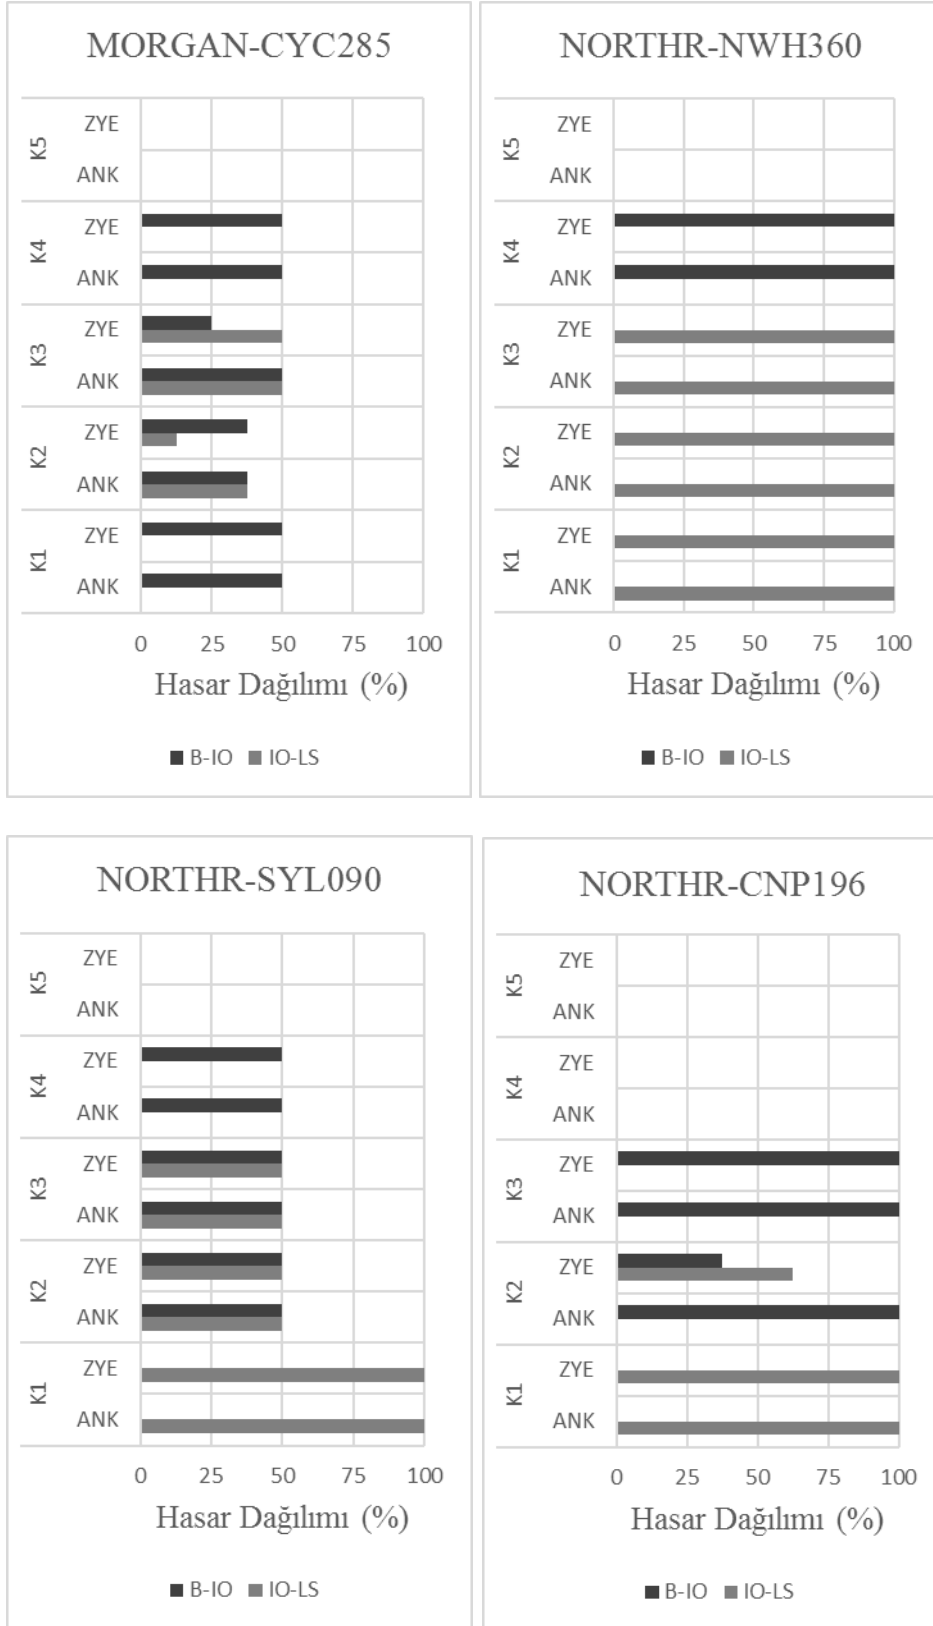 MORGAN-CYC285
K5
ZYE
ANK
K4
ZYE
ANK
K3
ZYE
ANK
K2
ZYE
ANK
K1
ZYE
ANK
0 25 50 75 100
Hasar Dağılımı (%)
B-IO IO-LS
NORTHR-NWH360
K5
ZYE
ANK
K4
ZYE
ANK
K3
ZYE
ANK
K2
ZYE
ANK
K1
ZYE
ANK
0 25 50 75 100
Hasar Dağılımı (%)
B-IO IO-LS
NORTHR-SYL090
K5
ZYE
ANK
K4
ZYE
ANK
K3
ZYE
ANK
K2
ZYE
ANK
K1
ZYE
ANK
0 25 50 75 100
Hasar Dağılımı (%)
B-IO IO-LS
NORTHR-CNP196
K5
ZYE
ANK
K4
ZYE
ANK
K3
ZYE
ANK
K2
ZYE
ANK
K1
ZYE
ANK
0 25 50 75 100
Hasar Dağılımı (%)
B-IO IO-LS